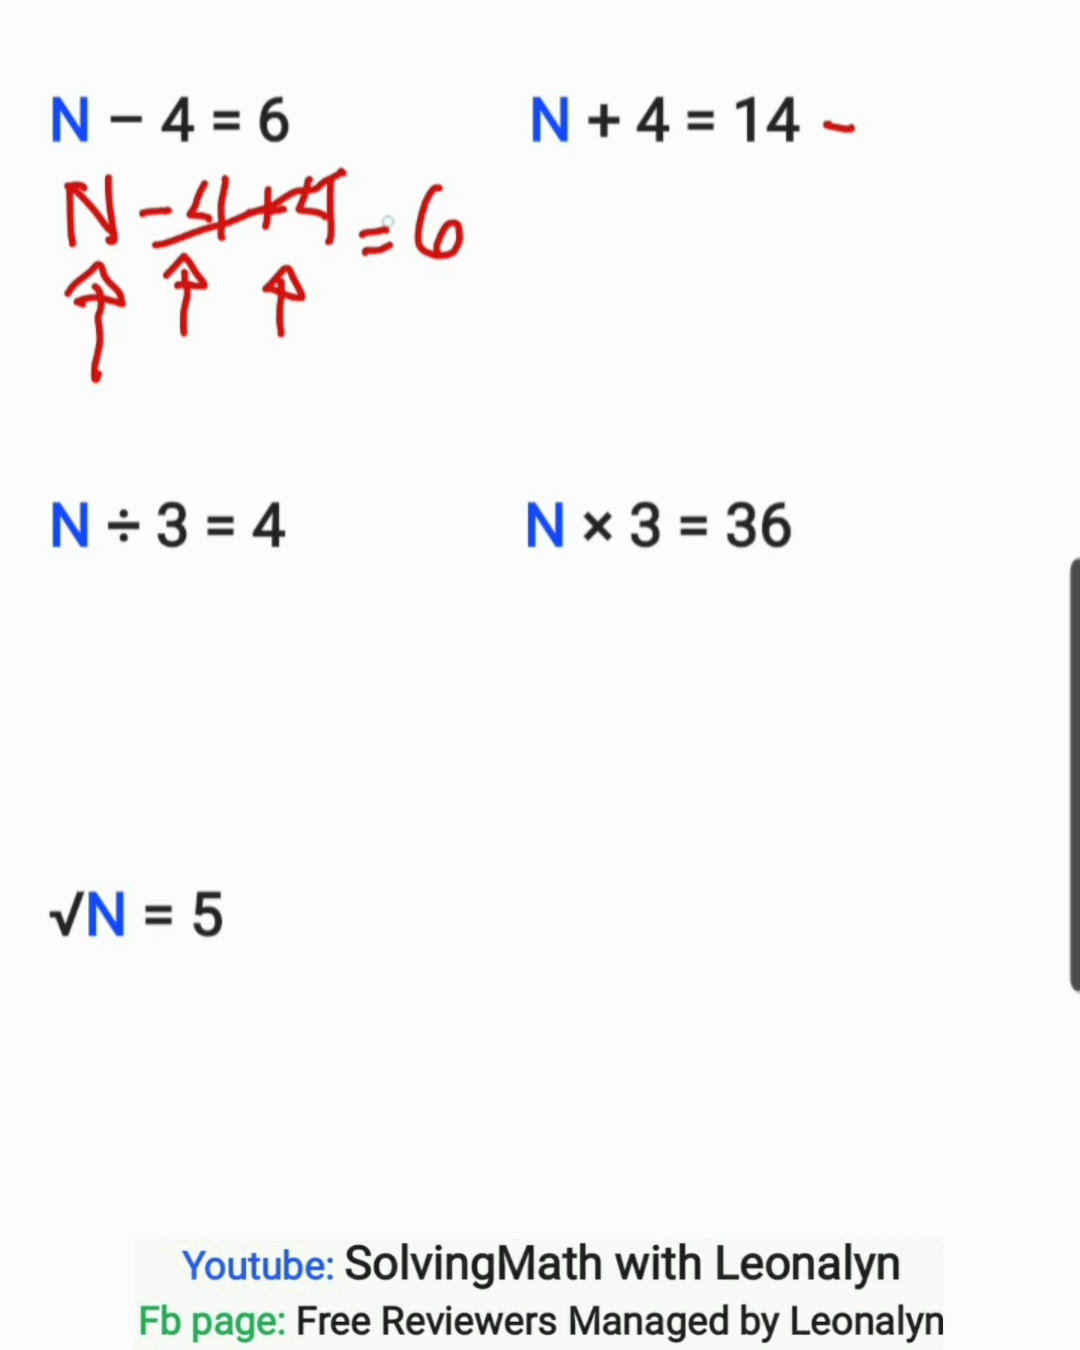 N − 4 = 6
N + 4 = 14 -
N - 4 + 4 = 6
N ÷ 3 = 4
N × 3 = 36
√N = 5
Youtube: SolvingMath with Leonalyn
Fb page: Free Reviewers Managed by Leonalyn